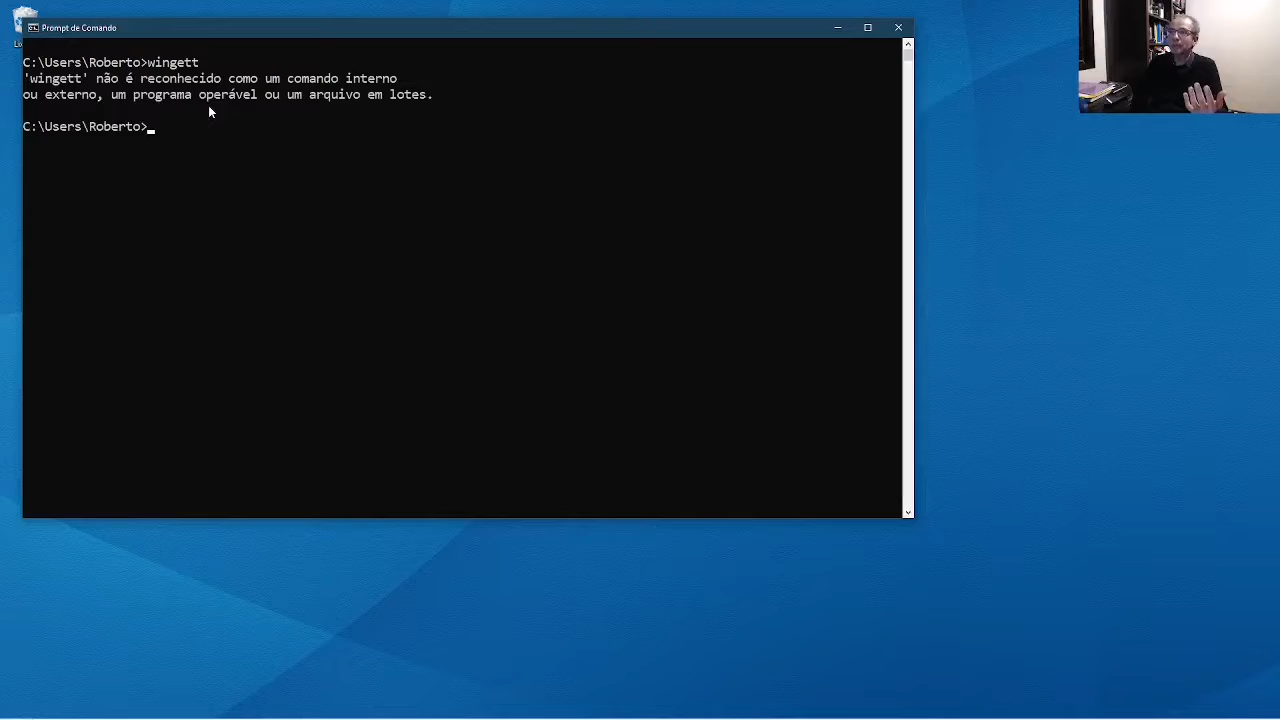 Prompt de Comando
C:\Users\Roberto>wingett
'wingett' não é reconhecido como um comando interno
ou externo, um programa operável ou um arquivo em lotes.
C:\Users\Roberto>